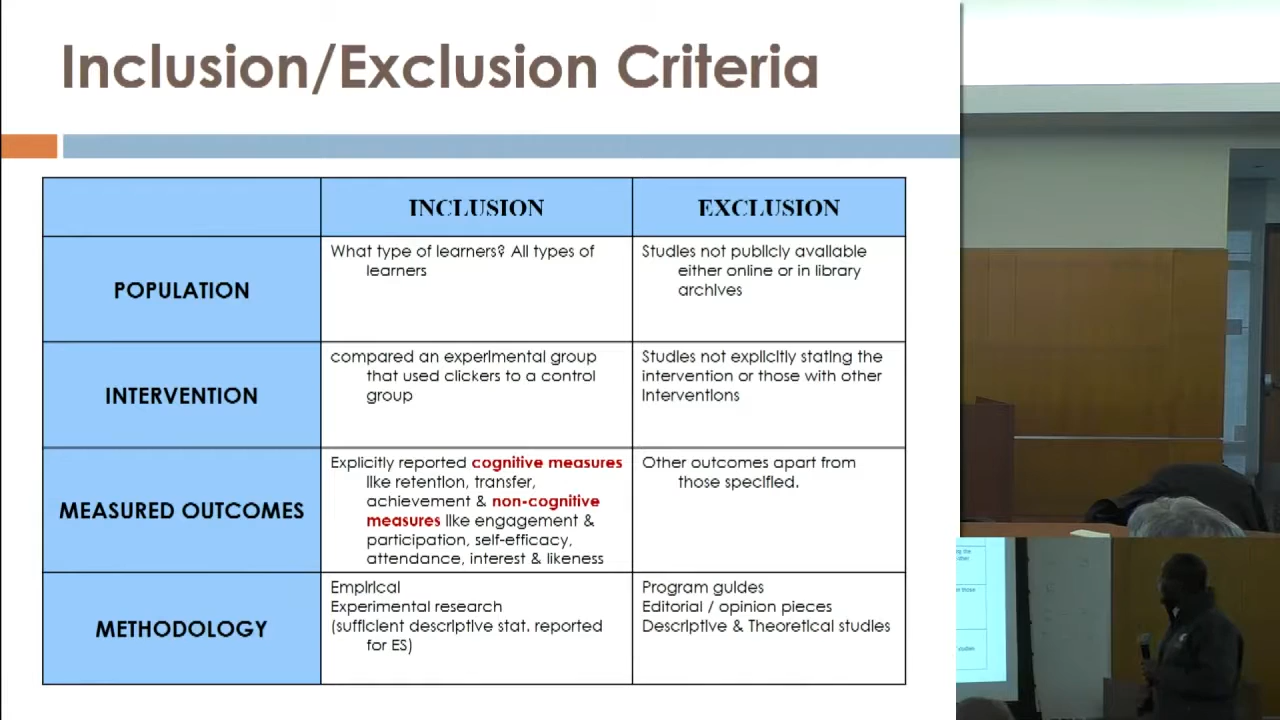 Inclusion/Exclusion Criteria
INCLUSION
EXCLUSION
POPULATION
What type of learners? All types of
learners
Studies not publicly available
either online or in library
archives
INTERVENTION
compared an experimental group
that used clickers to a control
group
Studies not explicitly stating the
intervention or those with other
interventions
MEASURED OUTCOMES
Explicitly reported cognitive measures
like retention, transfer,
achievement & non-cognitive
measures like engagement &
participation, self-efficacy,
attendance, interest & likeness
Other outcomes apart from
those specified.
METHODOLOGY
Empirical
Experimental research
(sufficient descriptive stat. reported
for ES)
Program guides
Editorial / opinion pieces
Descriptive & Theoretical studies